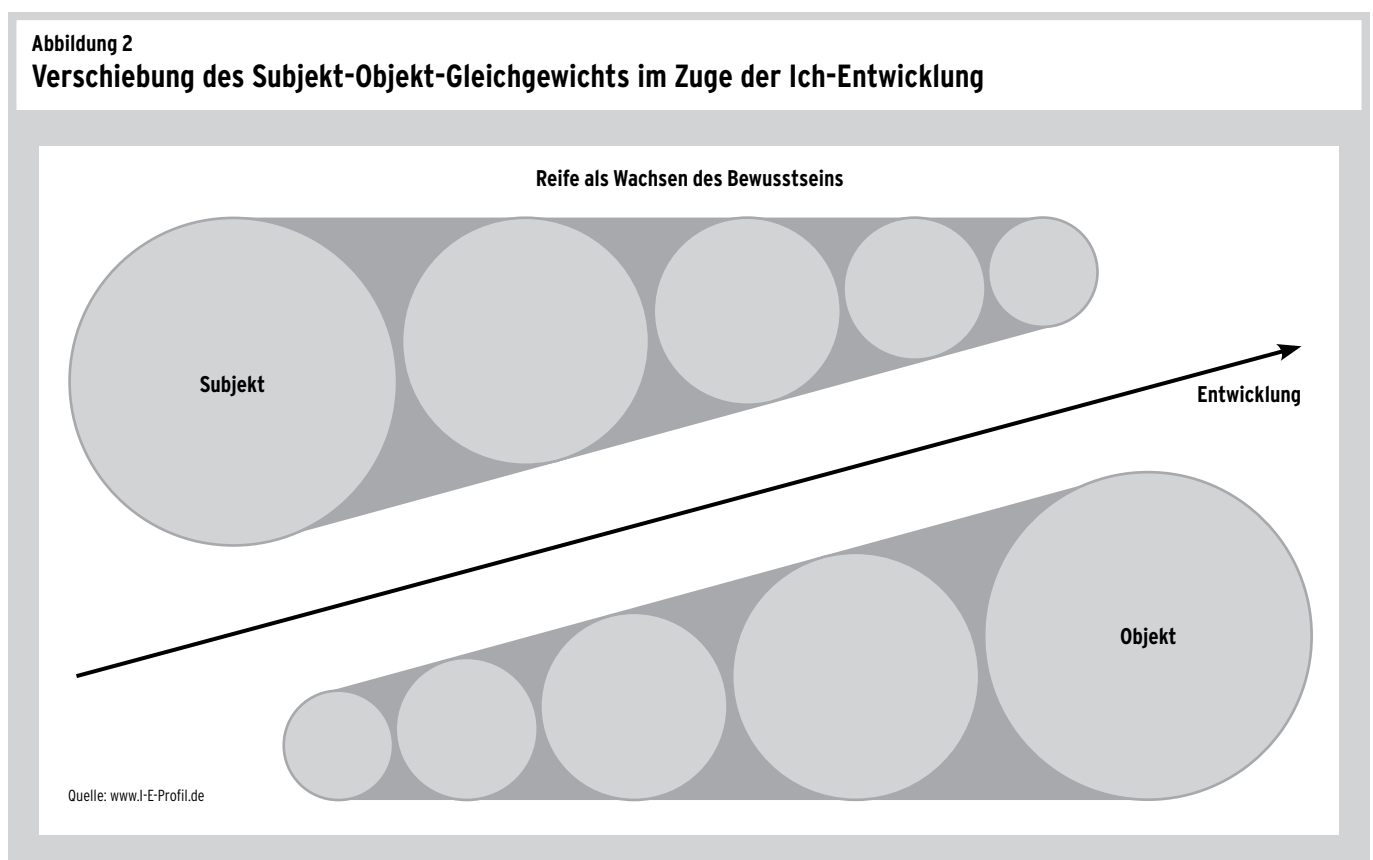 Abbildung 2
Verschiebung des Subjekt-Objekt-Gleichgewichts im Zuge der Ich-Entwicklung
Reife als Wachsen des Bewusstseins
Subjekt
Entwicklung
Objekt
Quelle: www.I-E-Profil.de